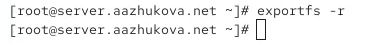 [root@server.aazhukova.net ~]# exportfs -r
[root@server.aazhukova.net ~]#